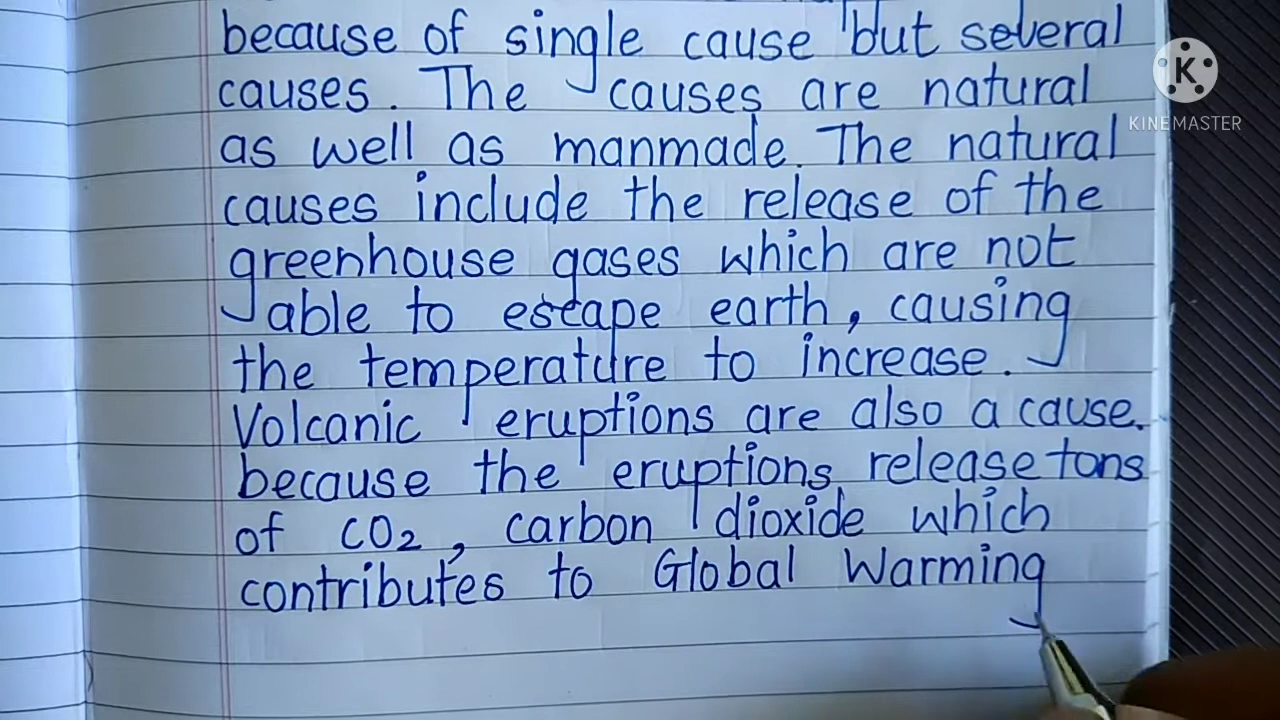 because of single cause but several
causes. The causes are natural
as well as manmade. The natural
causes include the release of the
greenhouse gases which are not
able to escape earth, causing
the temperature to increase.
Volcanic eruptions are also a cause.
because the eruptions release tons
of CO2, carbon dioxide which
contributes to Global Warming
K
KINEMASTER